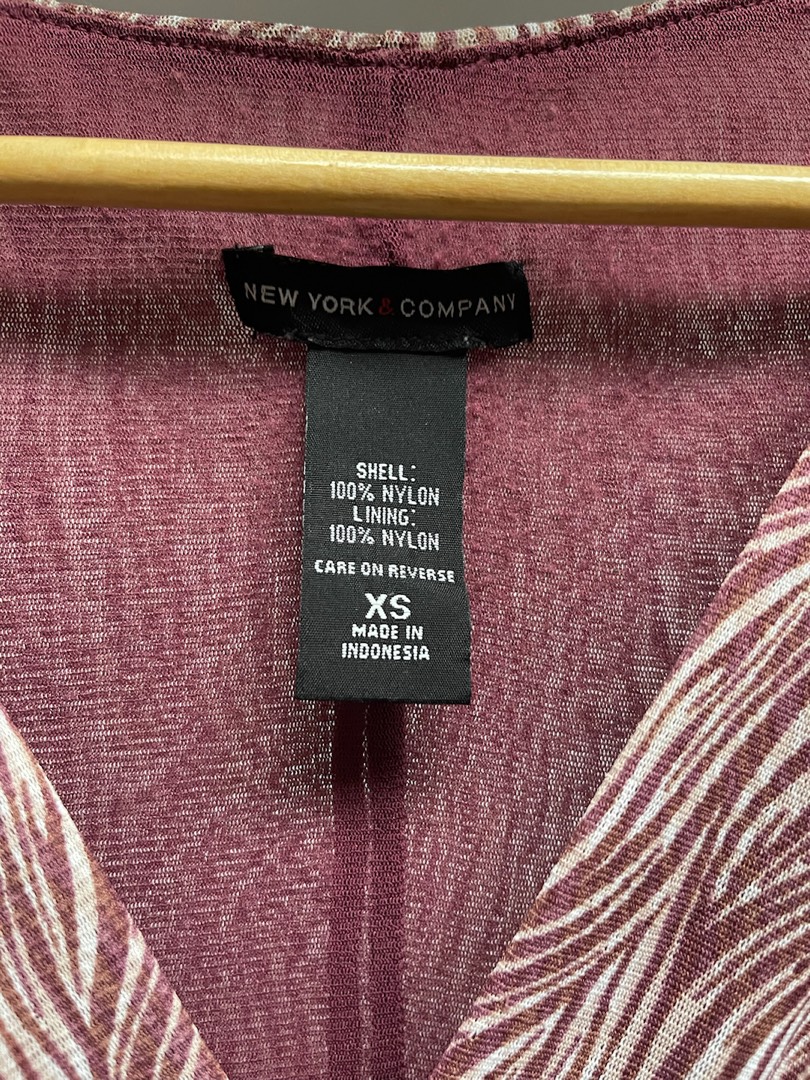 NEW YORK & COMPANY
SHELL:
100% NYLON
LINING:
100% NYLON
CARE ON REVERSE
XS
MADE IN
INDONESIA